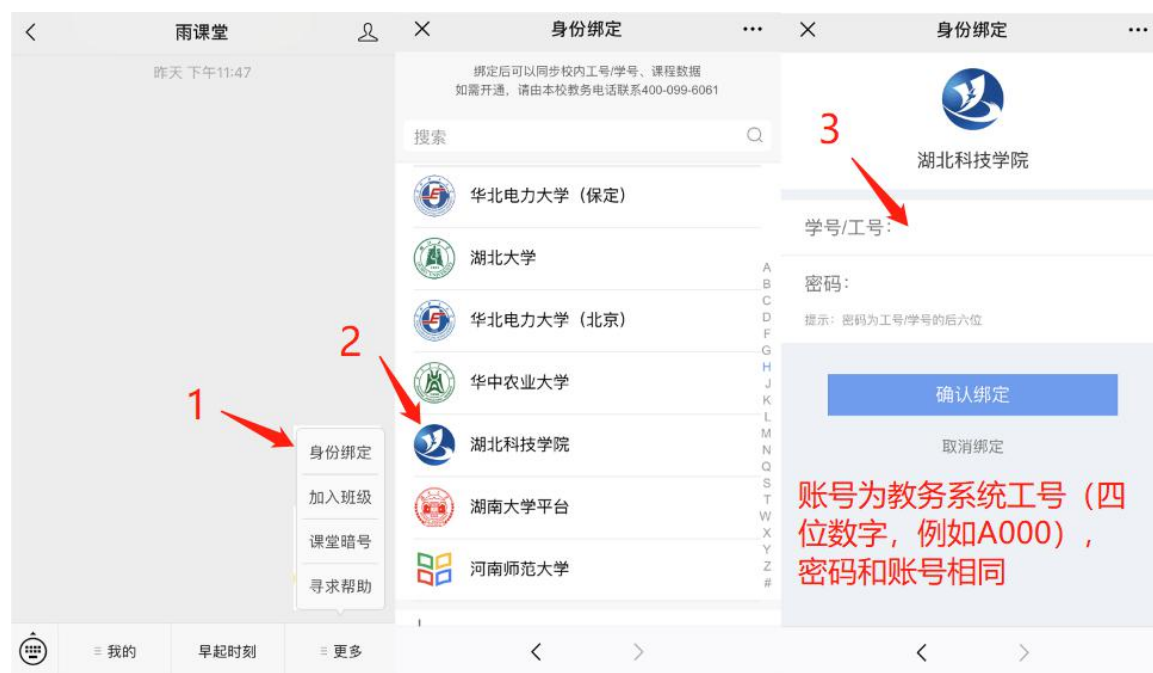 雨课堂
昨天 下午11:47
1
身份绑定
加入班级
课堂暗号
寻求帮助
我的
早起时刻
更多
身份绑定
绑定后可以同步校内工号/学号、课程数据
如需开通，请由本校教务电话联系400-099-6061
搜索
华北电力大学（保定）
湖北大学
华北电力大学（北京）
华中农业大学
2
湖北科技学院
湖南大学平台
河南师范大学
A
B
C
D
F
G
H
J
K
L
M
N
Q
S
T
W
X
Y
Z
#
身份绑定
3
湖北科技学院
学号/工号：
密码：
提示：密码为工号/学号的后六位
确认绑定
取消绑定
账号为教务系统工号（四
位数字，例如A000），
密码和账号相同